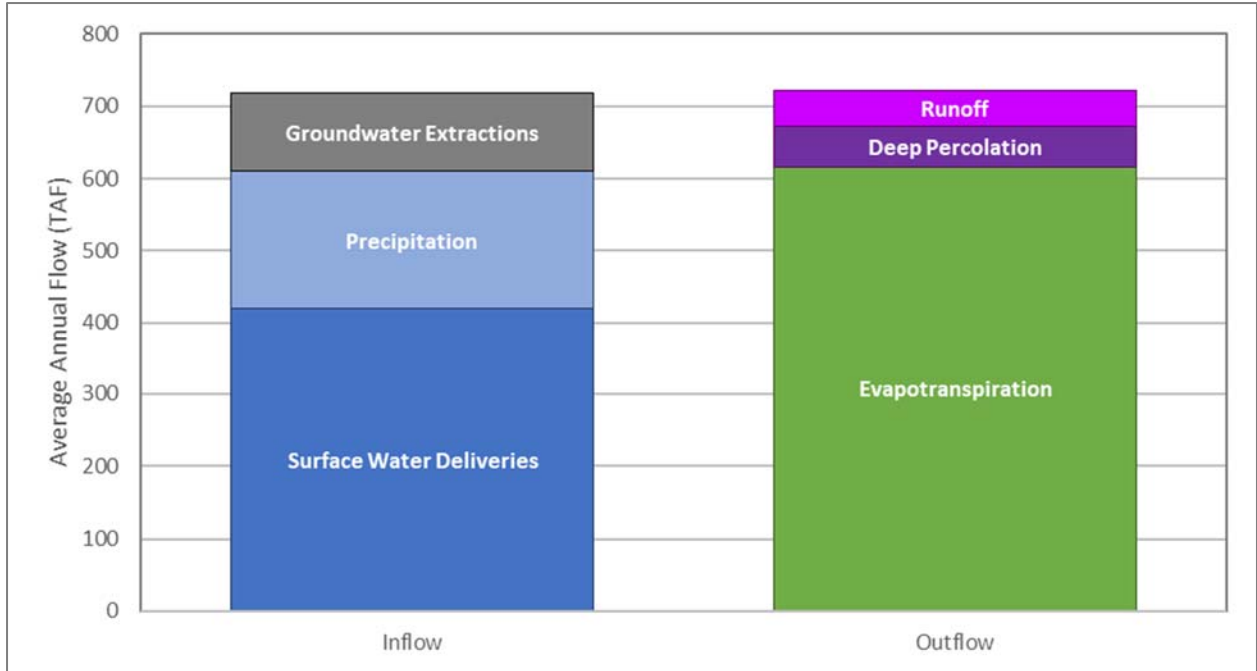 800
700
600
500
400
300
200
100
0
Average Annual Flow (TAF)
Groundwater Extractions
Precipitation
Surface Water Deliveries
Runoff
Deep Percolation
Evapotranspiration
Inflow
Outflow